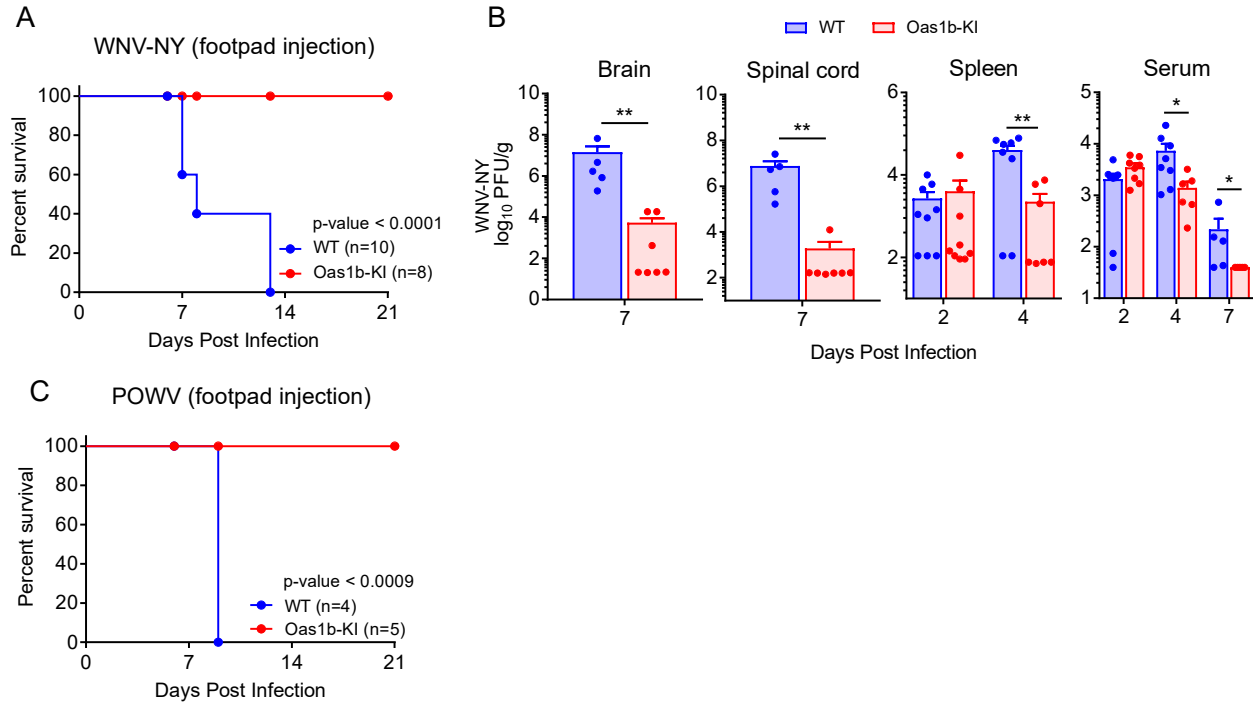 A
WNV-NY (footpad injection)
Percent survival
100
80
60
40
20
0
0
7
14
21
p-value < 0.0001
WT (n=10)
Oas1b-KI (n=8)
Days Post Infection
B
WT
Oas1b-KI
WNV-NY
log10 PFU/g
Brain
10
8
6
4
2
0
**
7
Spinal cord
10
8
6
4
2
**
7
Spleen
6
4
2
**
2
4
Serum
5
4
3
2
1
*
*
2
4
7
Days Post Infection
C
POWV (footpad injection)
Percent survival
100
80
60
40
20
0
0
7
14
21
p-value < 0.0009
WT (n=4)
Oas1b-KI (n=5)
Days Post Infection